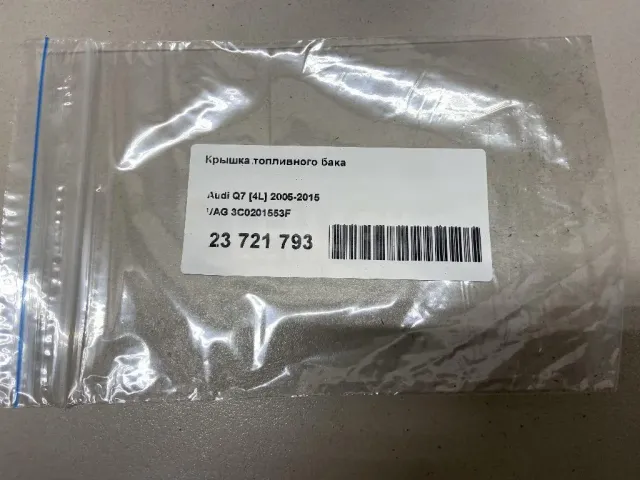 Крышка топливного бака
Audi Q7 [4L] 2005-2015
VAG 3C0201553F
23 721 793